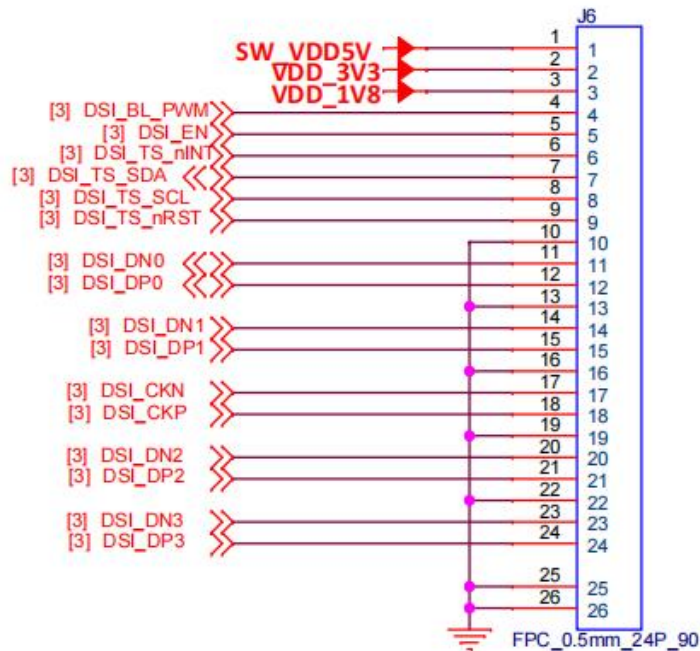 J6
SW_VDD5V 1 1
VDD_3V3 2 2
VDD_1V8 3 3
[3] DSI_BL_PWM 4 4
[3] DSI_EN 5 5
[3] DSI_TS_nINT 6 6
[3] DSI_TS_SDA 7 7
[3] DSI_TS_SCL 8 8
[3] DSI_TS_nRST 9 9
10 10
[3] DSI_DN0 11 11
[3] DSI_DP0 12 12
13 13
[3] DSI_DN1 14 14
[3] DSI_DP1 15 15
16 16
[3] DSI_CKN 17 17
[3] DSI_CKP 18 18
19 19
[3] DSI_DN2 20 20
[3] DSI_DP2 21 21
22 22
[3] DSI_DN3 23 23
[3] DSI_DP3 24 24
25 25
26 26
FPC_0.5mm_24P_90